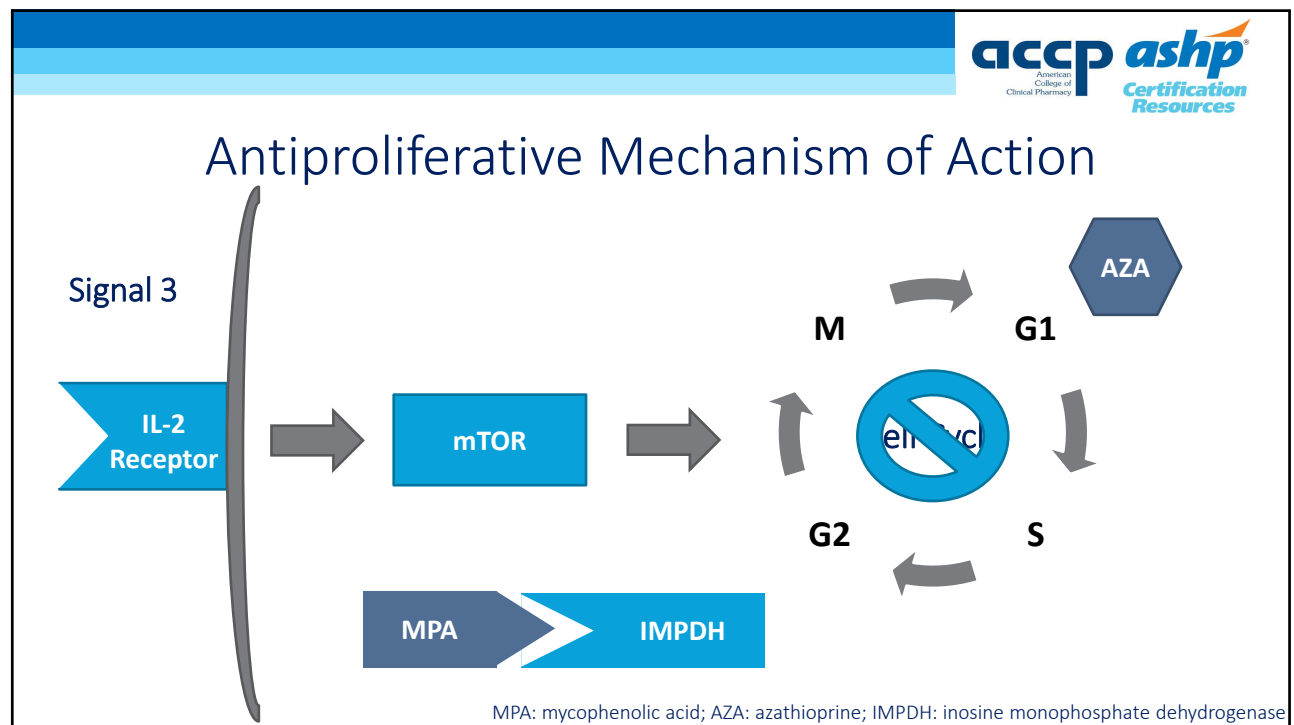 accp
American
College of
Clinical Pharmacy
ashp®
Certification
Resources
Antiproliferative Mechanism of Action
Signal 3
AZA
M
G1
IL-2
Receptor
mTOR
G2
S
MPA
IMPDH
MPA: mycophenolic acid; AZA: azathioprine; IMPDH: inosine monophosphate dehydrogenase